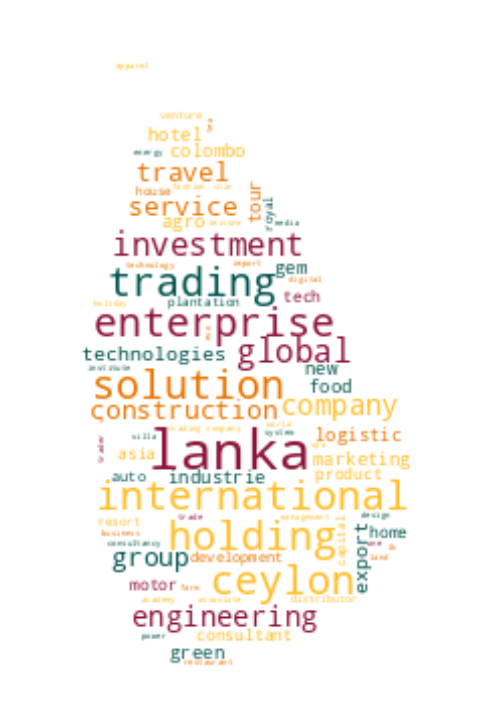 apparel
venture
hotel
energy colombo
travel
house fashion star
service tour royal
agro leisure media
investment
technology import gem
trading digital
tech
holiday plantation
enterprise
technologies global
institute new
solution food
construction company
trading company world
villa system logistic
lanka
asia marketing
auto industrie product
international
resort trade management design
business holding capital home
consultancy one
group development export land
ceylon
motor farm
academy associate distributor
engineering
power consultant
green
restaurant